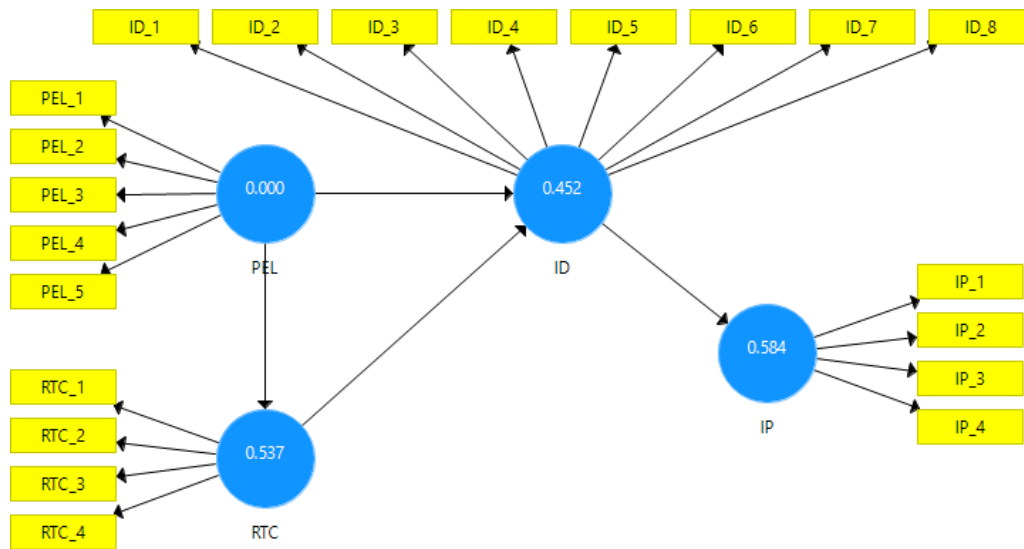 ID_1 ID_2 ID_3 ID_4 ID_5 ID_6 ID_7 ID_8
PEL_1
PEL_2
PEL_3
PEL_4
PEL_5
0.000
PEL
0.452
ID
IP_1
IP_2
IP_3
IP_4
0.584
IP
RTC_1
RTC_2
RTC_3
RTC_4
0.537
RTC